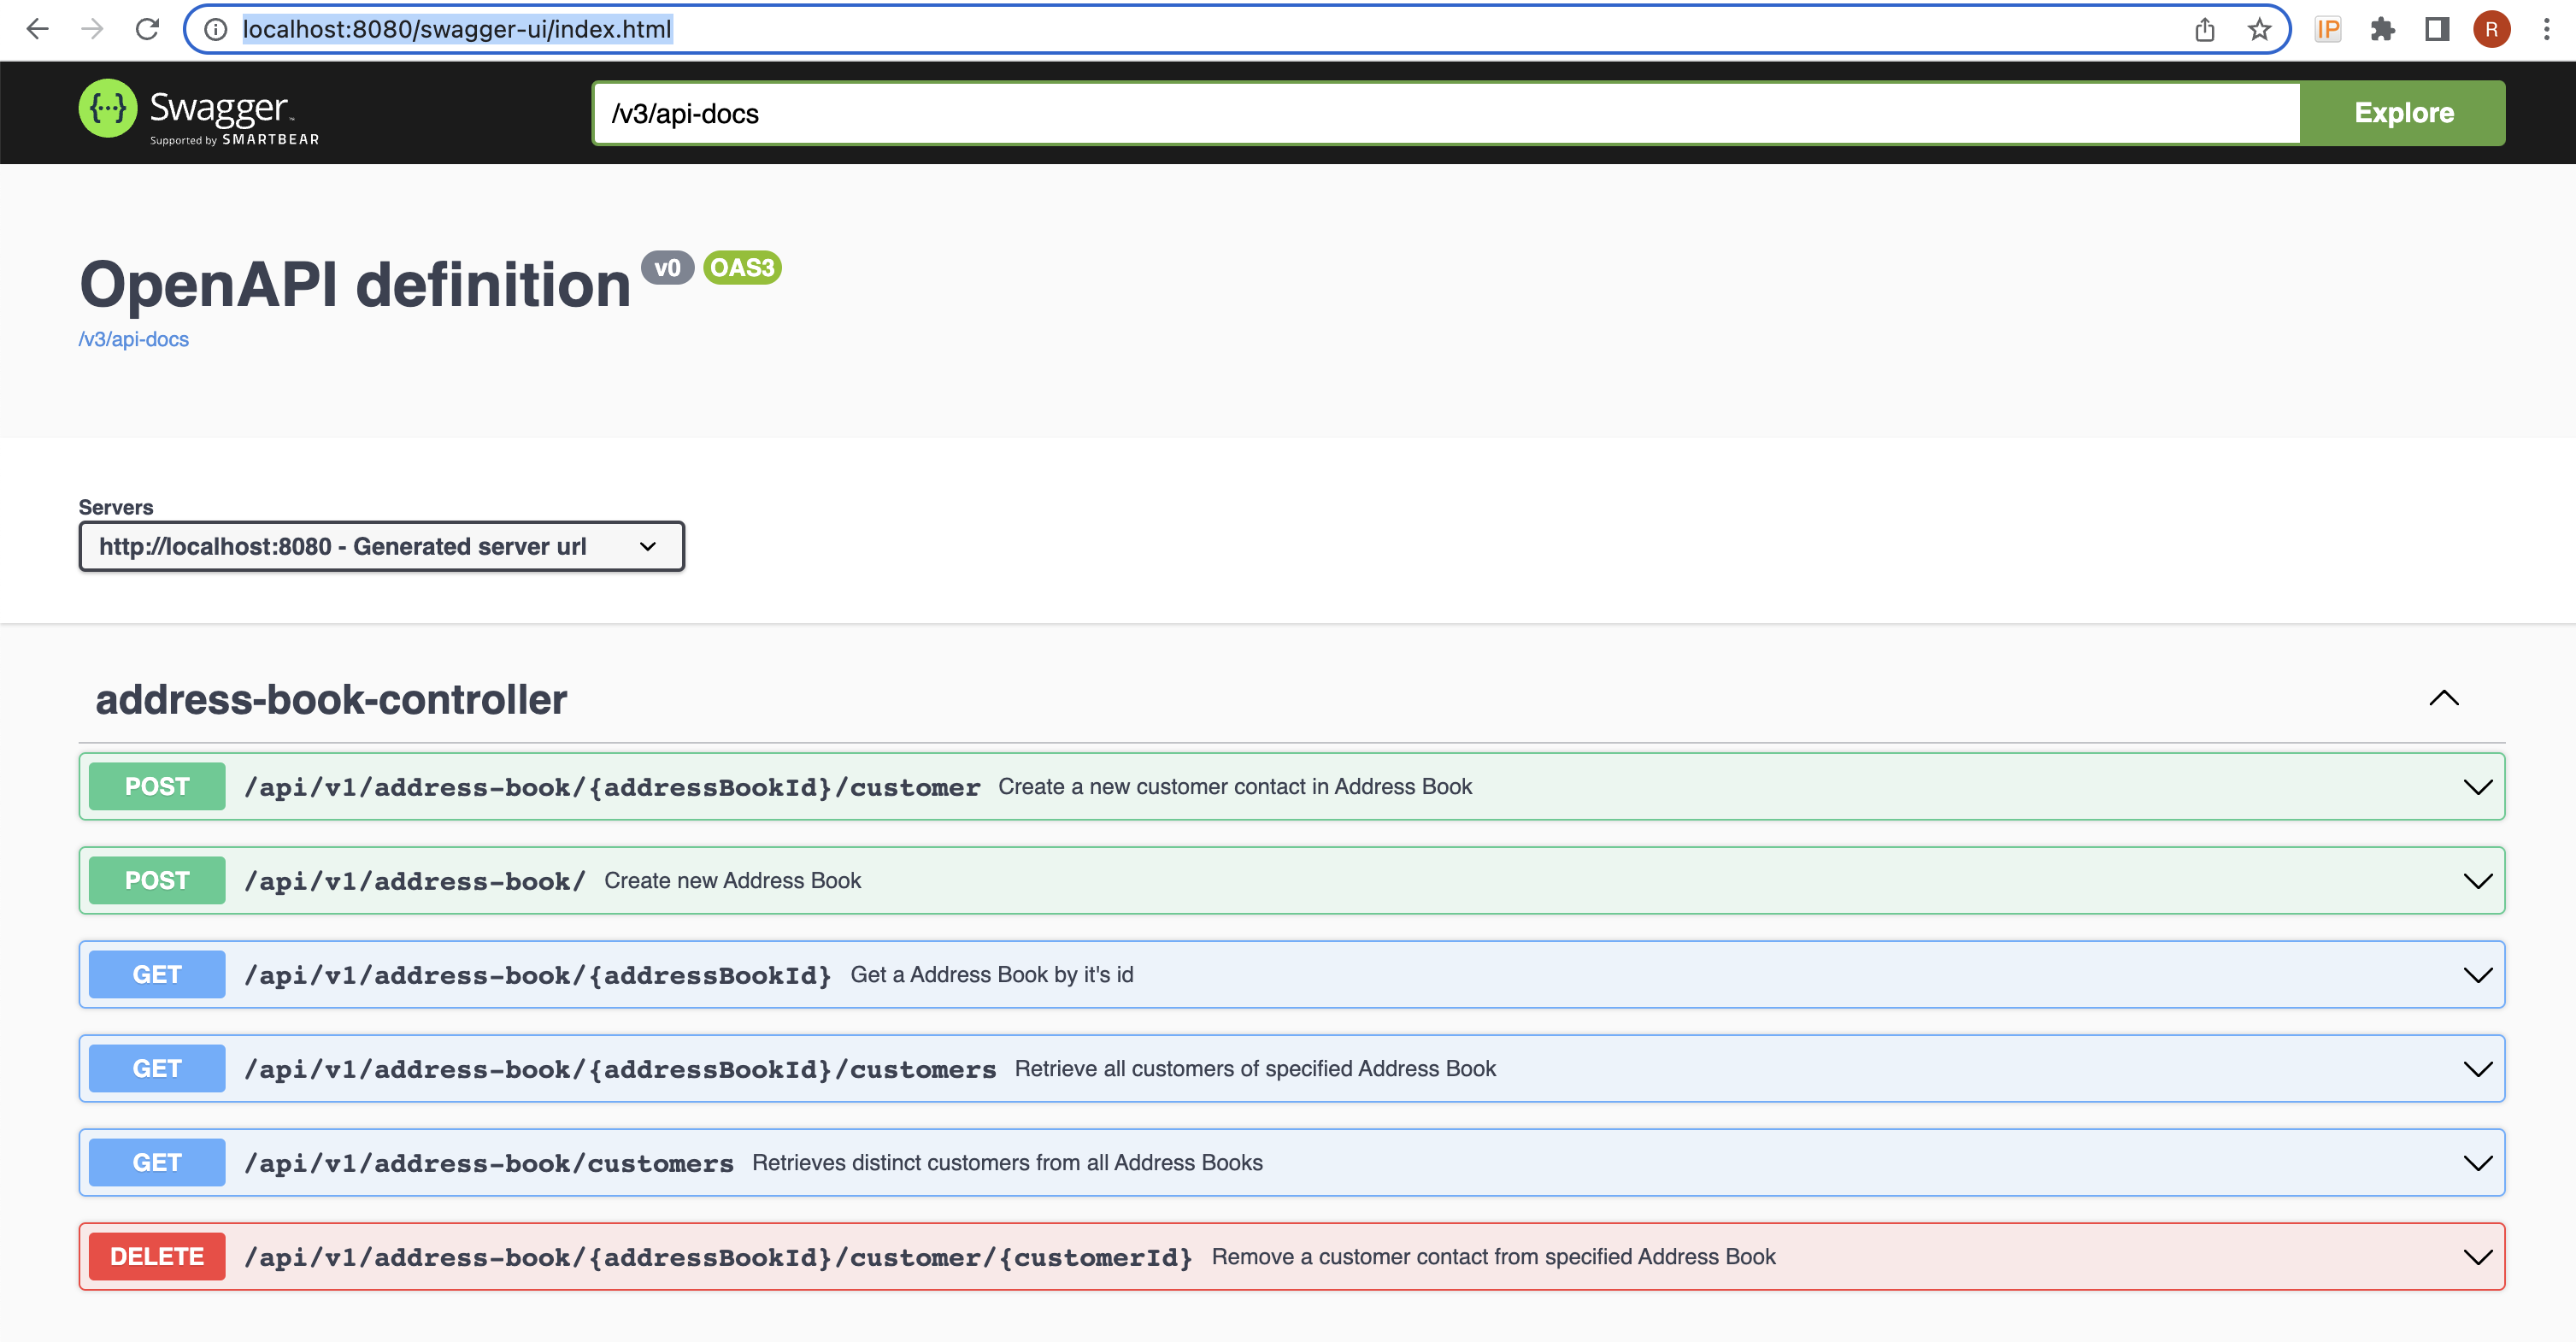 localhost:8080/swagger-ui/index.html
IP
R
{···} Swagger™
Supported by SMARTBEAR
/v3/api-docs
Explore
OpenAPI definition v0 OAS3
/v3/api-docs
Servers
http://localhost:8080 - Generated server url
address-book-controller
POST /api/v1/address-book/{addressBookId}/customer Create a new customer contact in Address Book
POST /api/v1/address-book/ Create new Address Book
GET /api/v1/address-book/{addressBookId} Get a Address Book by it's id
GET /api/v1/address-book/{addressBookId}/customers Retrieve all customers of specified Address Book
GET /api/v1/address-book/customers Retrieves distinct customers from all Address Books
DELETE /api/v1/address-book/{addressBookId}/customer/{customerId} Remove a customer contact from specified Address Book